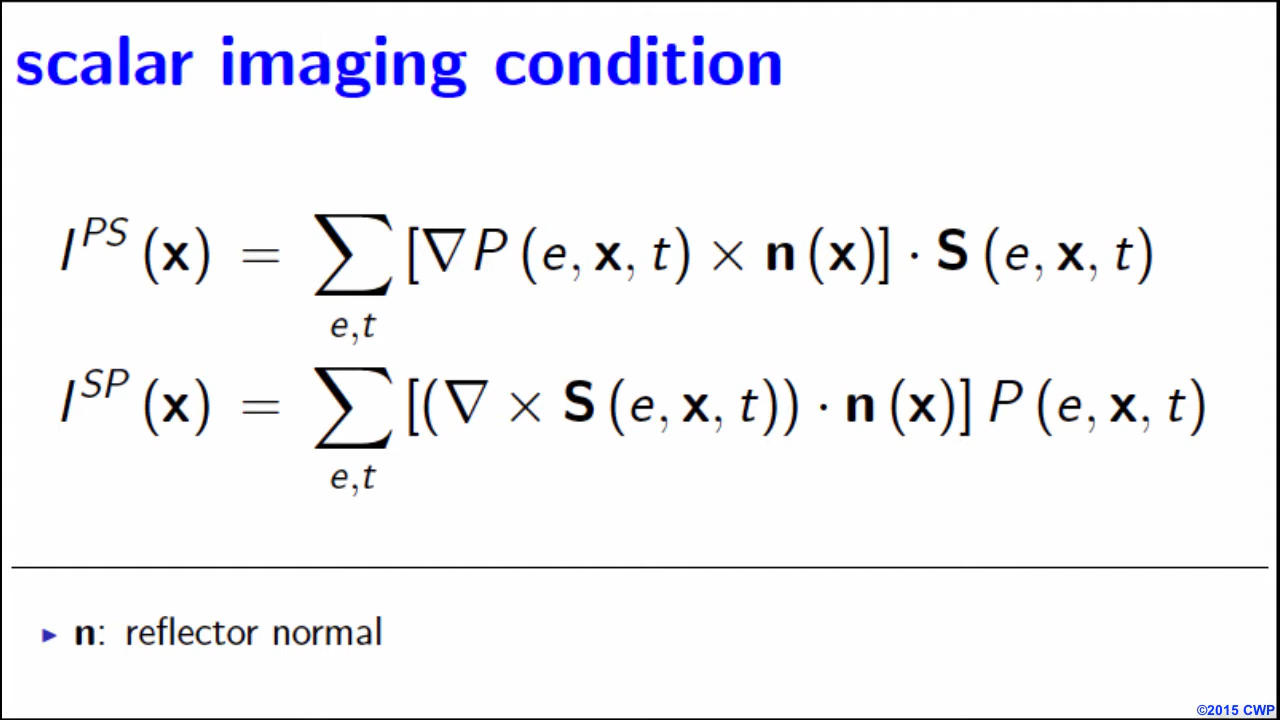 scalar imaging condition
I^{PS} (x) = ∑_{e,t} [∇P (e, x, t) × n (x)] · S (e, x, t)
I^{SP} (x) = ∑_{e,t} [(∇ × S (e, x, t)) · n (x)] P (e, x, t)
▶ n: reflector normal
©2015 CWP